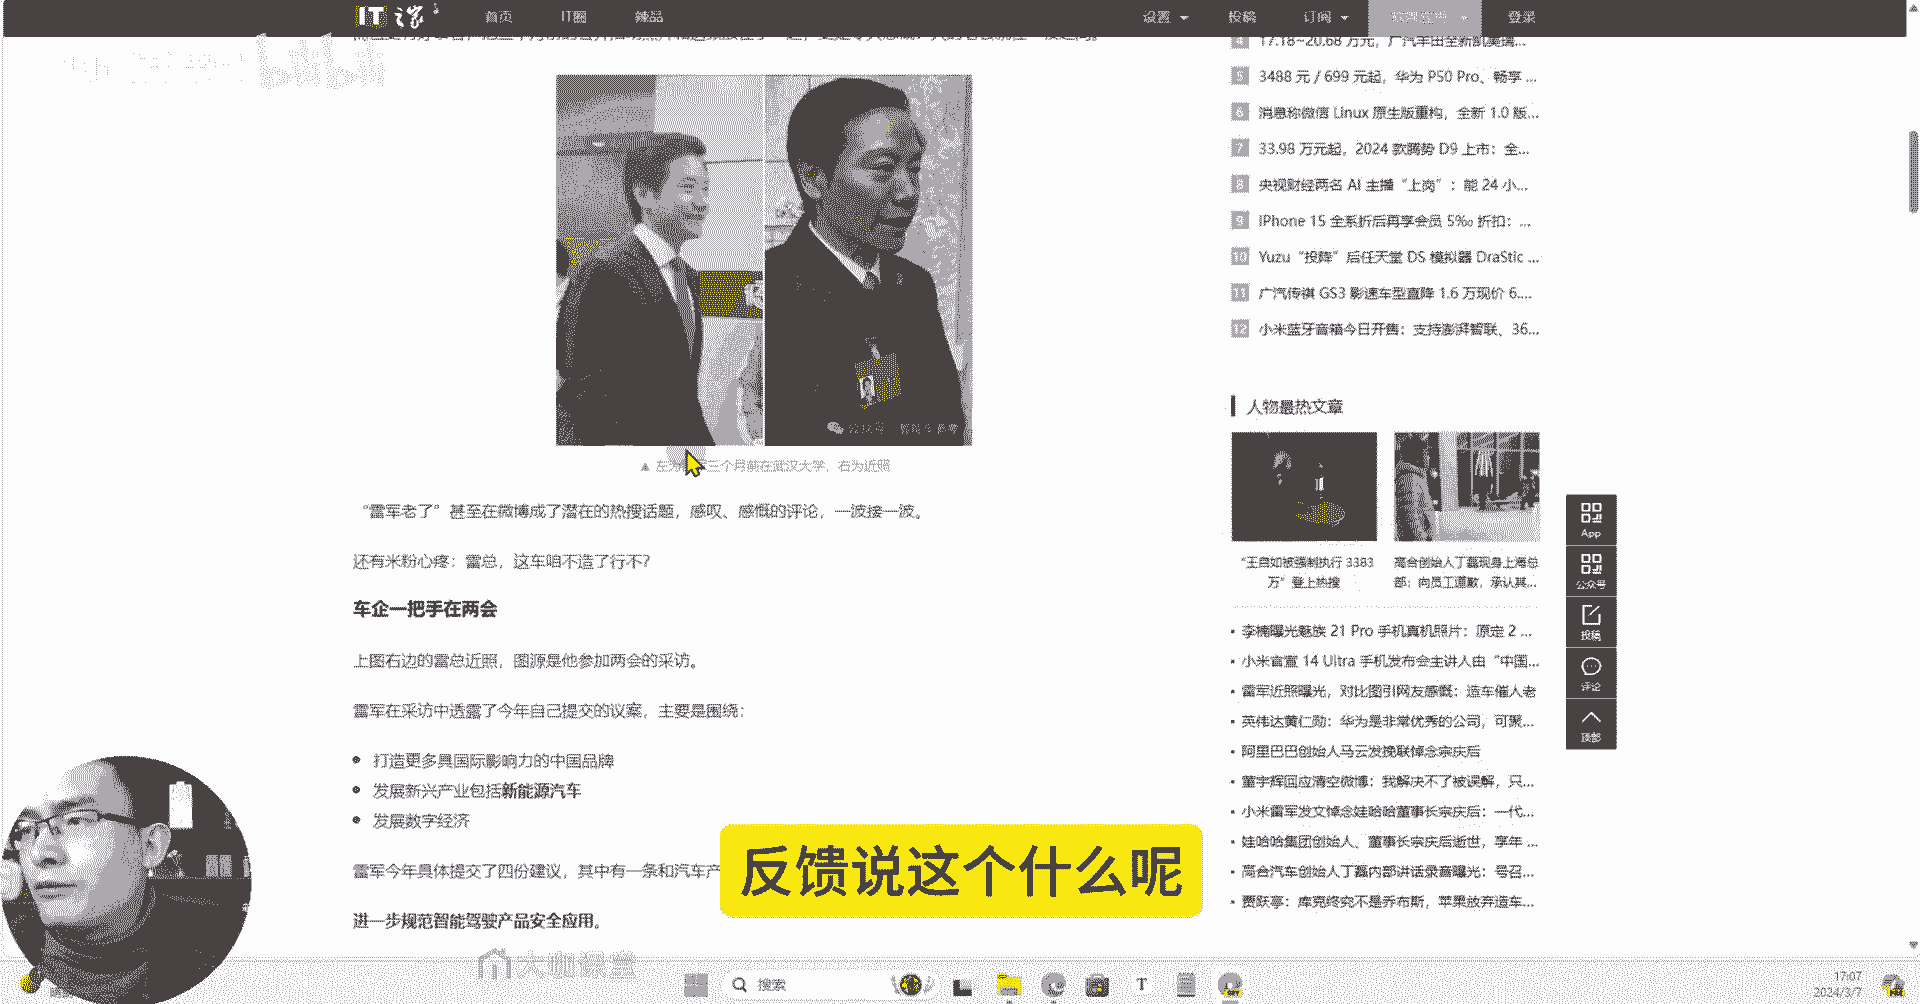 IT之家
首页
IT圈
辣品
设置
投稿
订阅
登录
▲ 左为 三个月前在武汉大学，右为近照
“雷军老了”甚至在微博成了潜在的热搜话题，感叹、感慨的评论，一波接一波。
还有米粉心疼：雷总，这车咱不造了行不？
车企一把手在两会
上图右边的雷总近照，图源是他参加两会的采访。
雷军在采访中透露了今年自己提交的议案，主要是围绕：
打造更多具国际影响力的中国品牌
发展新兴产业包括新能源汽车
发展数字经济
雷军今年具体提交了四份建议，其中有一条和汽车产
进一步规范智能驾驶产品安全应用。
4 17.18~20.68 万元，广汽丰田全新凯美瑞...
5 3488 元 / 699 元起，华为 P50 Pro、畅享 ...
6 消息称微信 Linux 原生版重构，全新 1.0 版...
7 33.98 万元起，2024 款腾势 D9 上市：全...
8 央视财经两名 AI 主播“上岗”：能 24 小...
9 iPhone 15 全系折后再享会员 5‰ 折扣：...
10 Yuzu“投降”后任天堂 DS 模拟器 DraStic ...
11 广汽传祺 GS3 影速车型直降 1.6 万现价 6....
12 小米蓝牙音箱今日开售：支持澎湃智联、36...
人物最热文章
“王自如被强制执行 3383
万”登上热搜
高合创始人丁磊现身上海总
部：向员工道歉，承认其...
李楠曝光魅族 21 Pro 手机真机照片：原定 2 ...
小米官宣 14 Ultra 手机发布会主讲人由“中国...
雷军近照曝光，对比图引网友感慨：造车催人老
英伟达黄仁勋：华为是非常优秀的公司，可聚...
阿里巴巴创始人马云发挽联悼念宗庆后
董宇辉回应清空微博：我解决不了被误解，只...
小米雷军发文悼念娃哈哈董事长宗庆后：一代...
娃哈哈集团创始人、董事长宗庆后逝世，享年 ...
高合汽车创始人丁磊内部讲话录音曝光：号召...
贾跃亭：库克终究不是乔布斯，苹果放弃造车...
App
公众号
投稿
评论
顶部
反馈说这个什么呢
大咖课堂
搜索
17:07
2024/3/7
bilibili